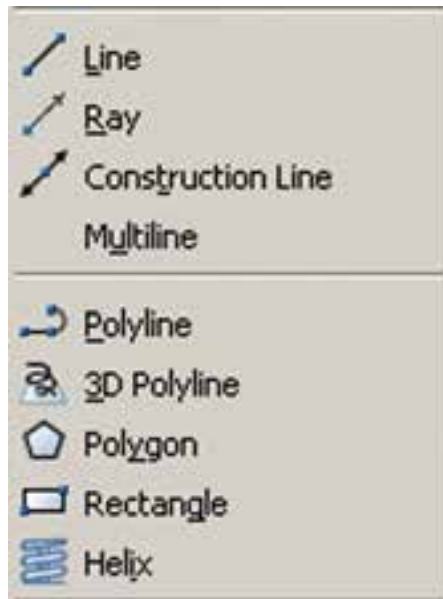 Line
Ray
Construction Line
Multiline
Polyline
3D Polyline
Polygon
Rectangle
Helix